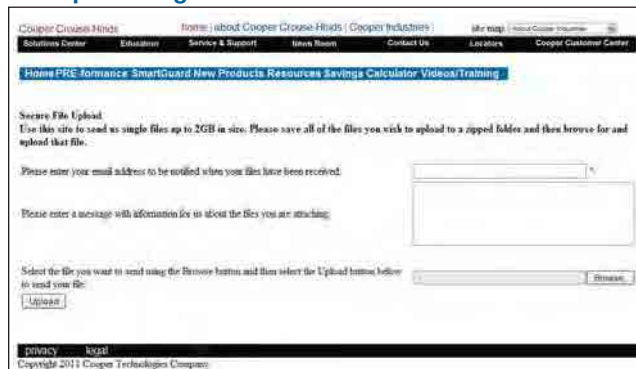 Cooper Crouse-Hinds home | about Cooper Crouse-Hinds | Cooper Industries | site map: About Cooper Industries
Solutions Center Education Service & Support News Room Contact Us Locators Cooper Customer Center
Home PRE-formance SmartGuard New Products Resources Savings Calculator Videos/Training
Secure File Upload
Use this site to send us single files up to 2GB in size. Please save all of the files you wish to upload to a zipped folder and then browse for and
upload that file.
Please enter your email address to be notified when your files have been received. *
Please enter a message with information for us about the files you are attaching.
Select the file you want to send using the Browse button and then select the Upload button below
to send your file. Browse...
Upload
privacy legal
Copyright 2011 Cooper Technologies Company